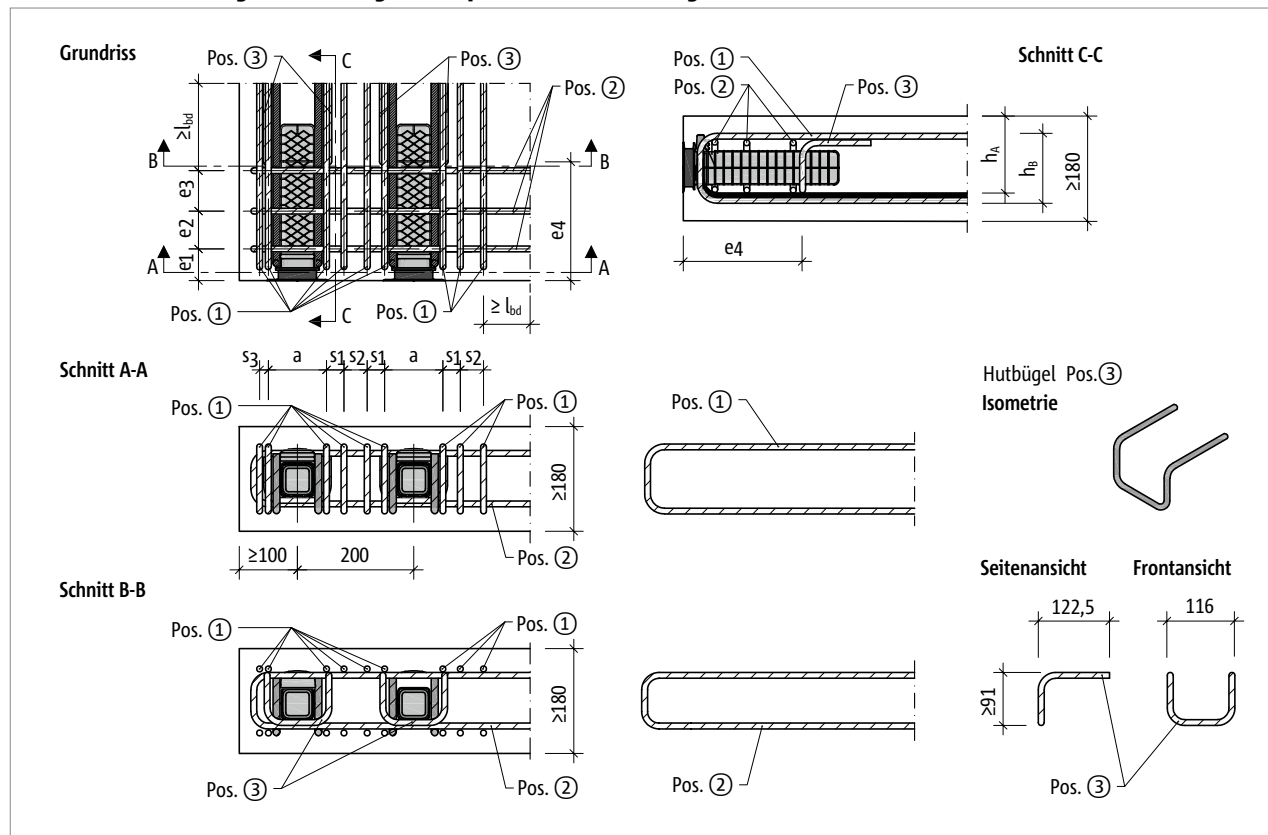 Grundriss
Pos. ③
C
Pos. ③
Pos. ②
≥lbd
B
B
e3
e2
e1
e4
A
A
Pos. ①
C
Pos. ①
≥ lbd
Schnitt C-C
Pos. ①
Pos. ②
Pos. ③
hA
hB
≥180
e4
Schnitt A-A
s3
a
s1
s2
s1
a
s1
s2
Pos. ①
Pos. ①
≥180
Pos. ②
≥100
200
Pos. ①
Hutbügel Pos.③
Isometrie
Schnitt B-B
Pos. ①
Pos. ①
≥180
Pos. ③
Pos. ②
Pos. ②
Seitenansicht
Frontansicht
122,5
116
≥91
Pos. ③